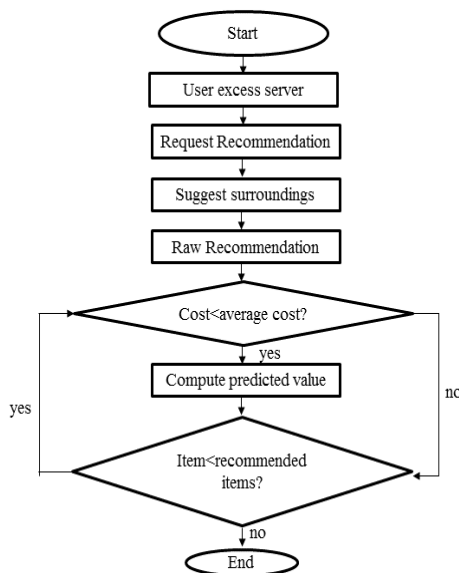 Start
User excess server
Request Recommendation
Suggest surroundings
Raw Recommendation
Cost<average cost?
yes
Compute predicted value
no
yes
Item<recommended
items?
no
End